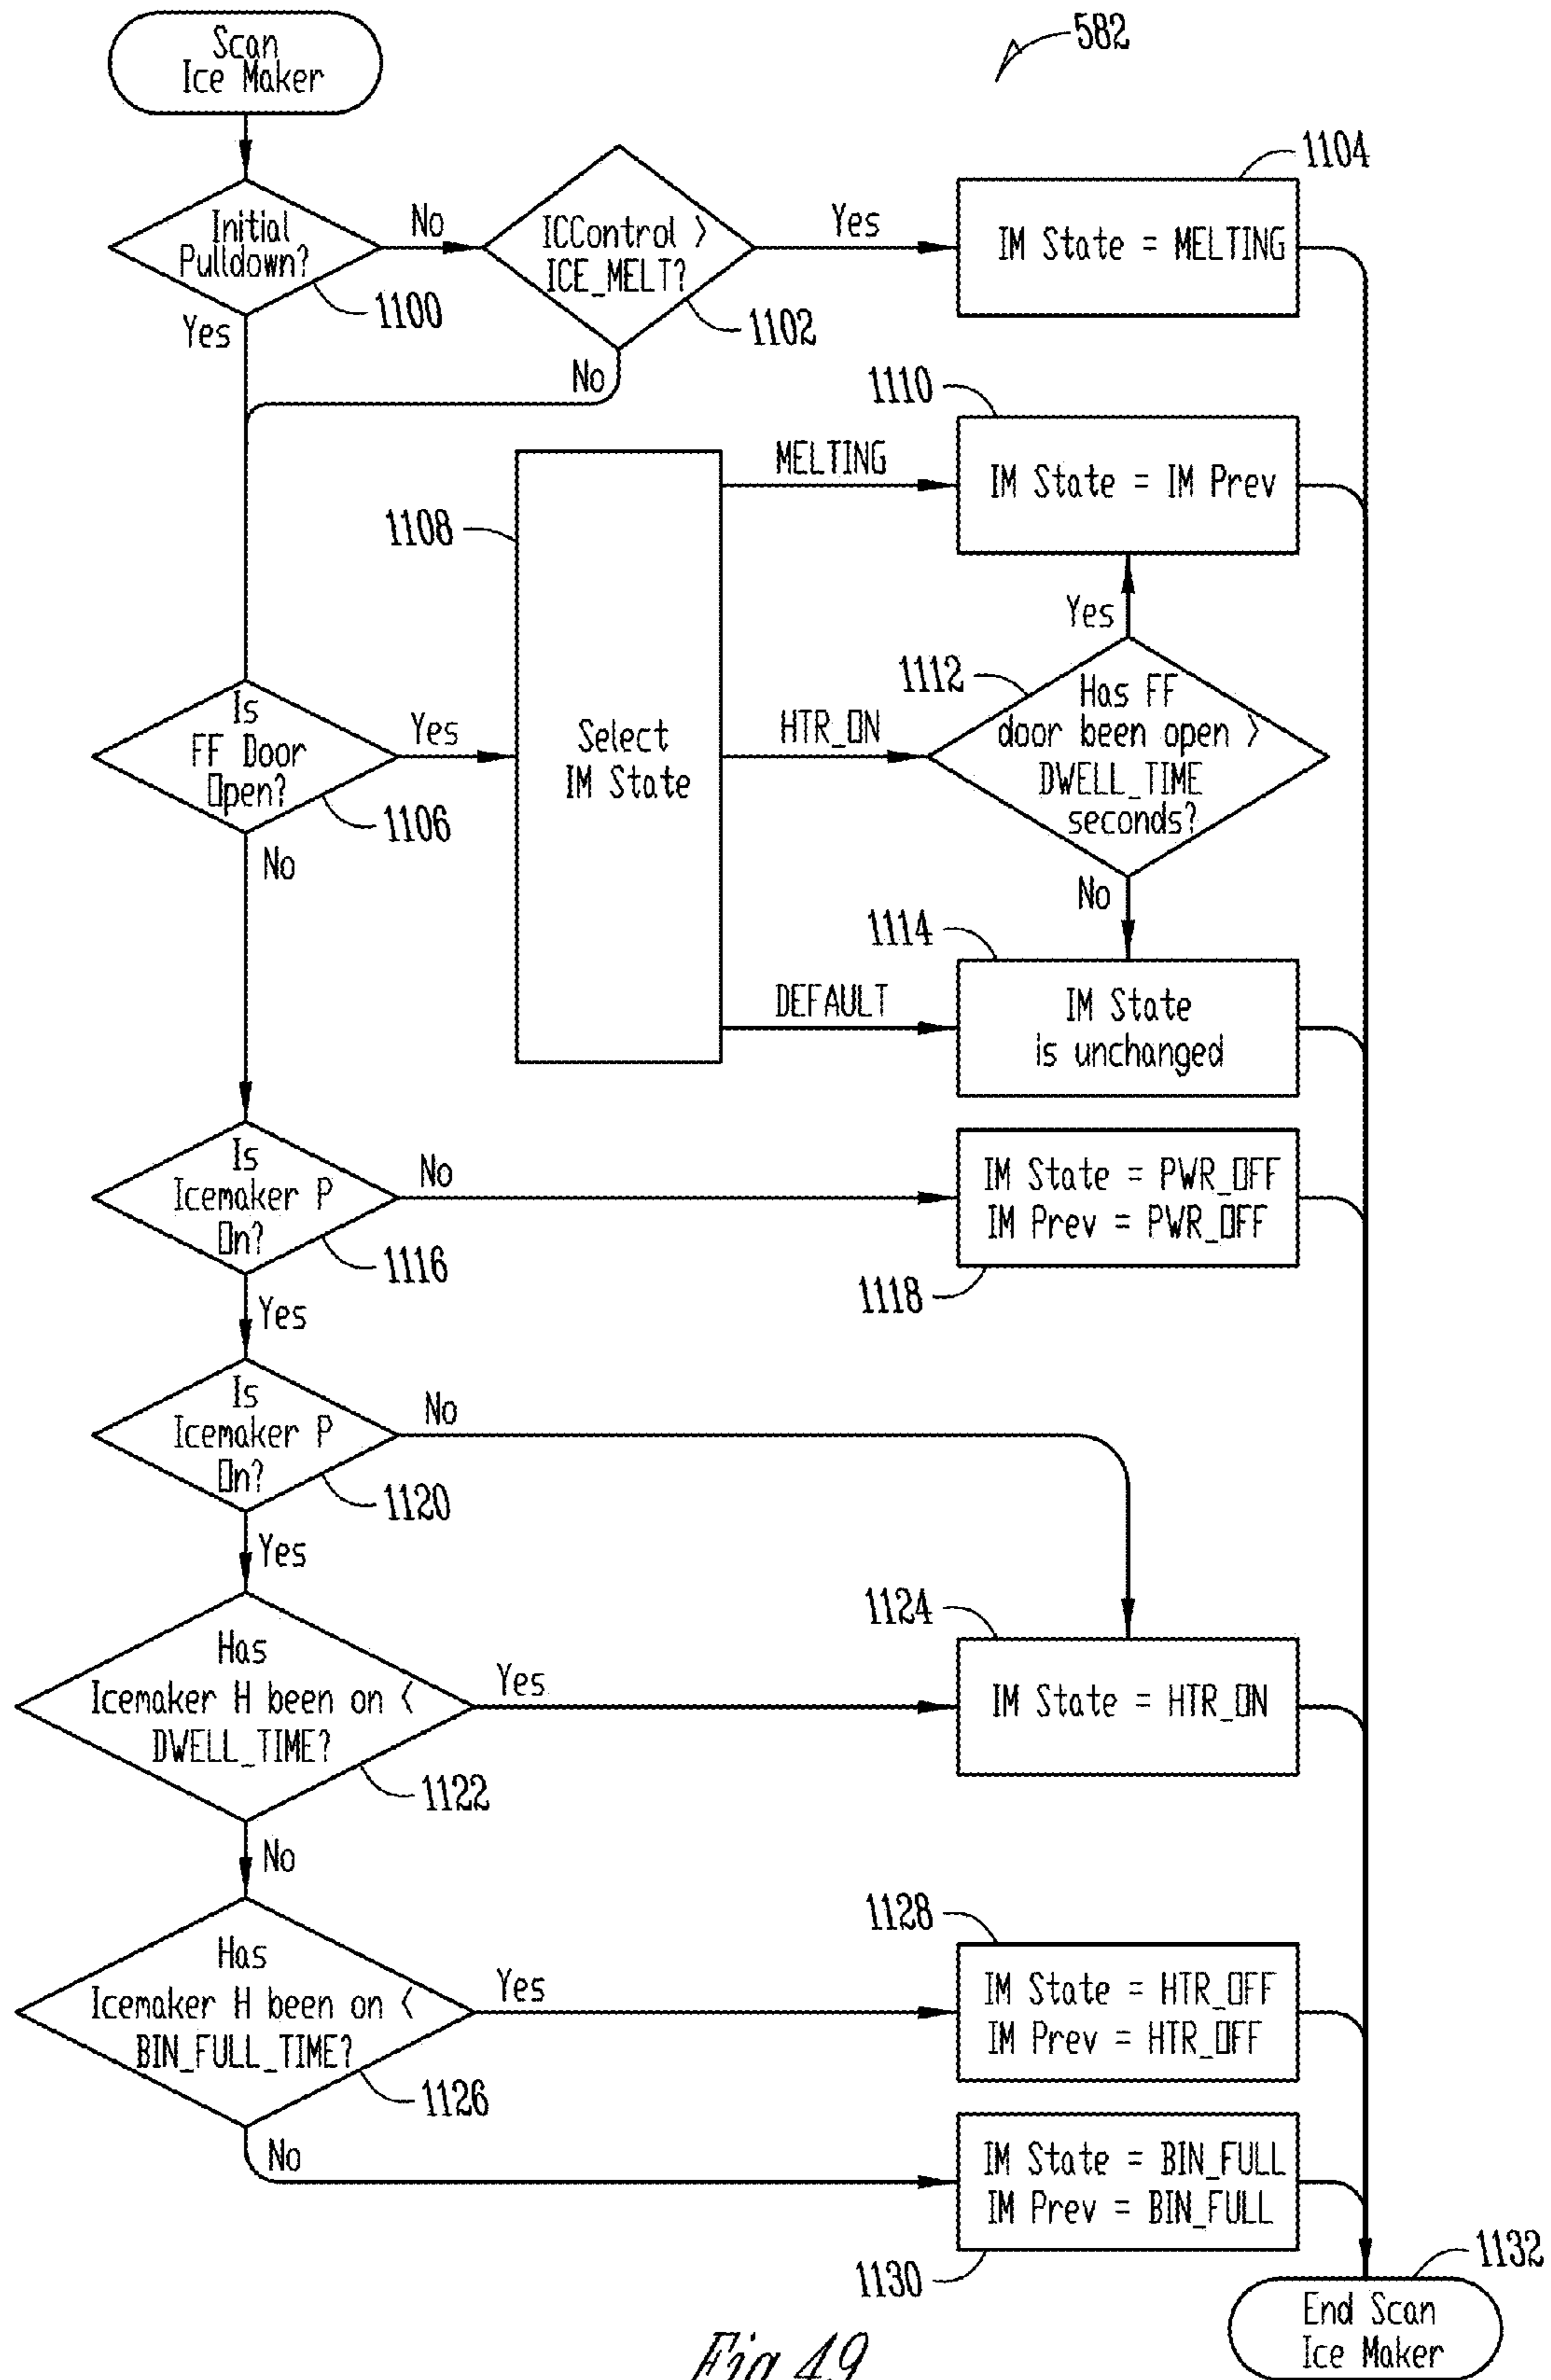 Scan
Ice Maker
582
Initial
Pulldown?
1100
No
Yes
ICControl >
ICE_MELT?
1102
Yes
No
1104
IM State = MELTING
Is
FF Door
Open?
1106
Yes
No
1108
Select
IM State
MELTING
HTR_ON
DEFAULT
1110
IM State = IM Prev
Yes
1112
Has FF
door been open >
DWELL_TIME
seconds?
No
1114
IM State
is unchanged
Is
Icemaker P
On?
1116
No
Yes
IM State = PWR_OFF
IM Prev = PWR_OFF
1118
Is
Icemaker P
On?
1120
No
Yes
Has
Icemaker H been on <
DWELL_TIME?
1122
Yes
No
1124
IM State = HTR_ON
Has
Icemaker H been on <
BIN_FULL_TIME?
1126
Yes
No
1128
IM State = HTR_OFF
IM Prev = HTR_OFF
IM State = BIN_FULL
IM Prev = BIN_FULL
1130
1132
End Scan
Ice Maker
Fig.49